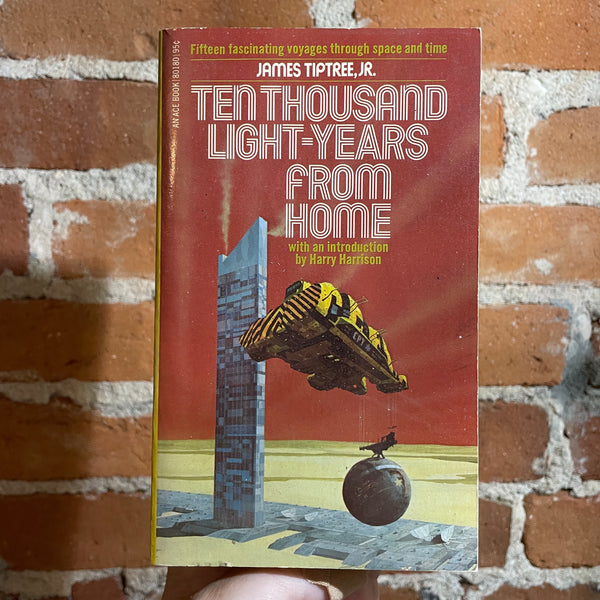 Fifteen fascinating voyages through space and time
JAMES TIPTREE, JR.
TEN THOUSAND
LIGHT-YEARS
FROM
HOME
with an introduction
by Harry Harrison
AN ACE BOOK | 80180 | 95¢